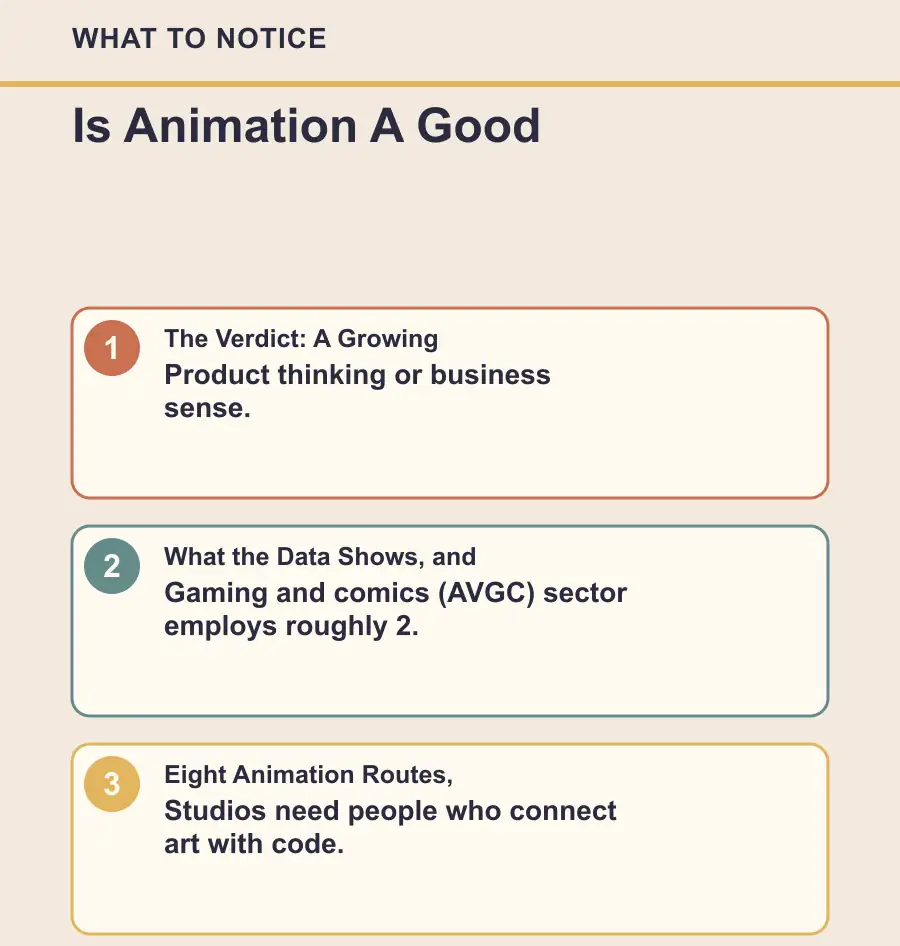 WHAT TO NOTICE
Is Animation A Good
1
The Verdict: A Growing
Product thinking or business
sense.
2
What the Data Shows, and
Gaming and comics (AVGC) sector
employs roughly 2.
3
Eight Animation Routes,
Studios need people who connect
art with code.